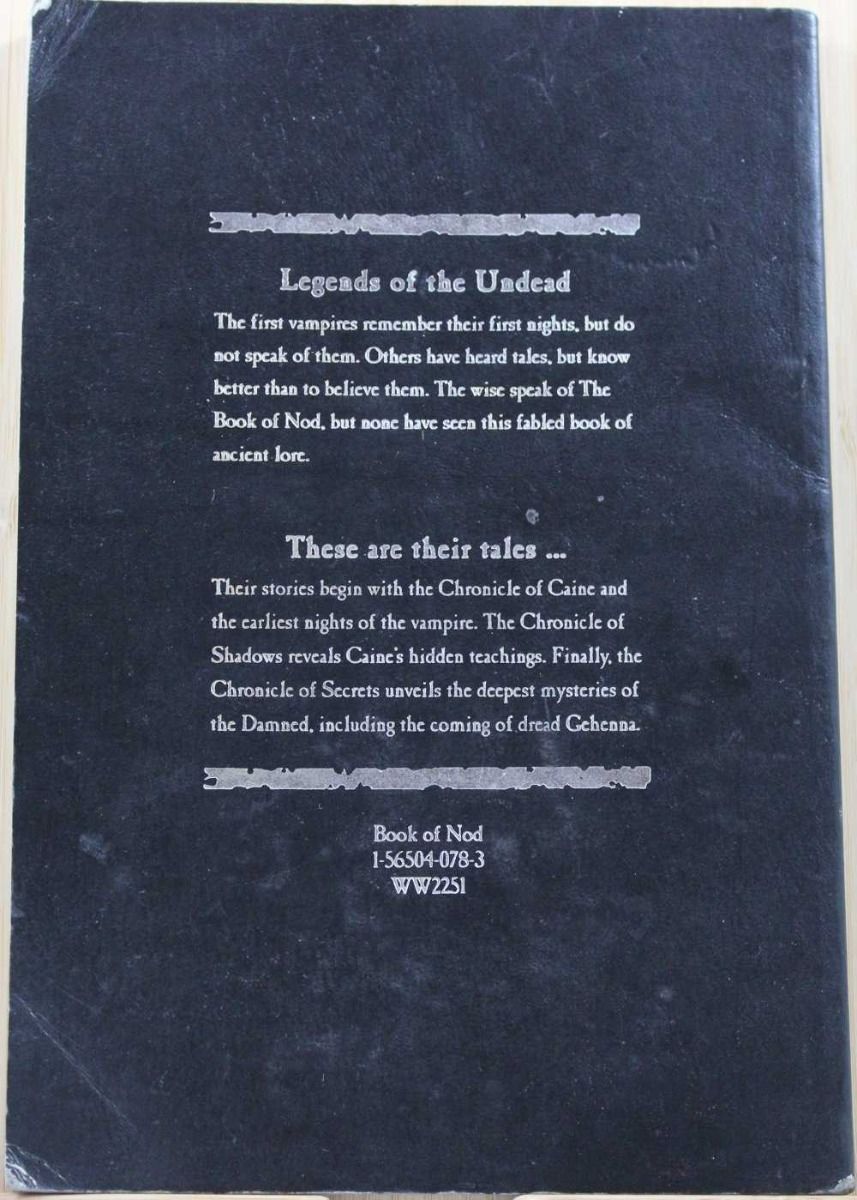 Legends of the Undead
The first vampires remember their first nights, but do
not speak of them. Others have heard tales, but know
better than to believe them. The wise speak of The
Book of Nod, but none have seen this fabled book of
ancient lore.
These are their tales ...
Their stories begin with the Chronicle of Caine and
the earliest nights of the vampire. The Chronicle of
Shadows reveals Caine's hidden teachings. Finally, the
Chronicle of Secrets unveils the deepest mysteries of
the Damned, including the coming of dread Gehenna.
Book of Nod
1-56504-078-3
WW2251